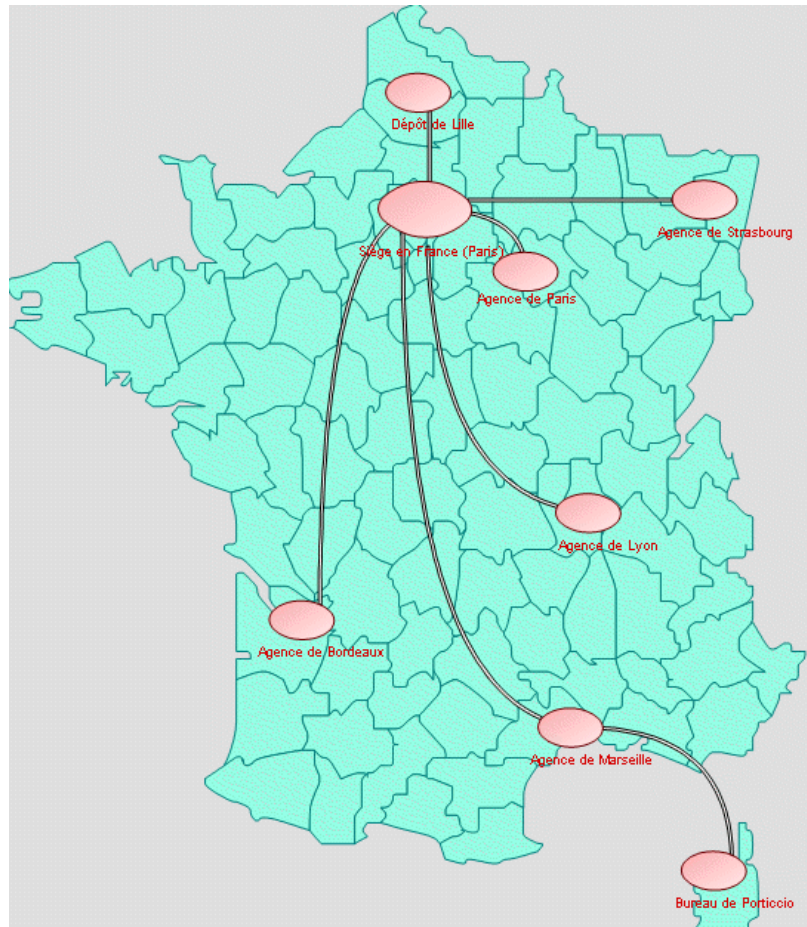 Dépôt de Lille
Agence de Strasbourg
Siège en France (Paris)
Agence de Paris
Agence de Lyon
Agence de Bordeaux
Agence de Marseille
Bureau de Porticcio